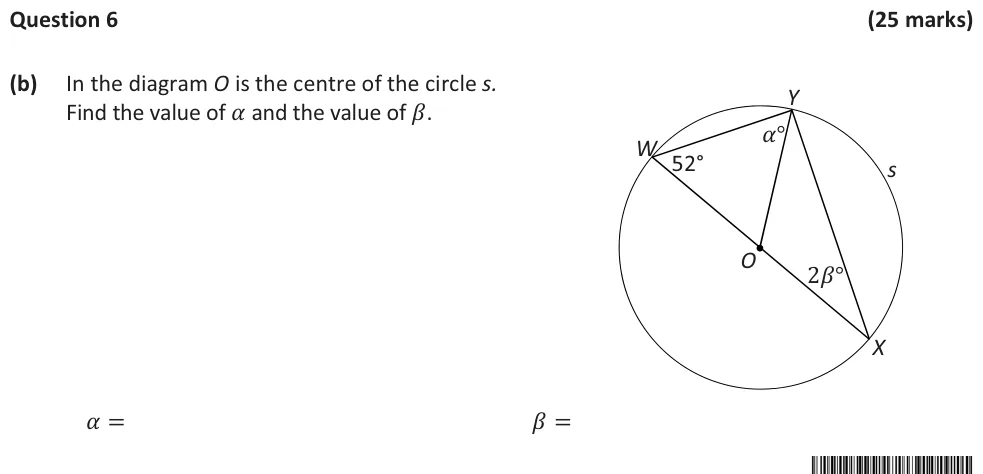 Question 6 (25 marks)
(b) In the diagram O is the centre of the circle s.
Find the value of α and the value of β.
Y
α°
W
52°
s
O
2β°
X
α =
β =